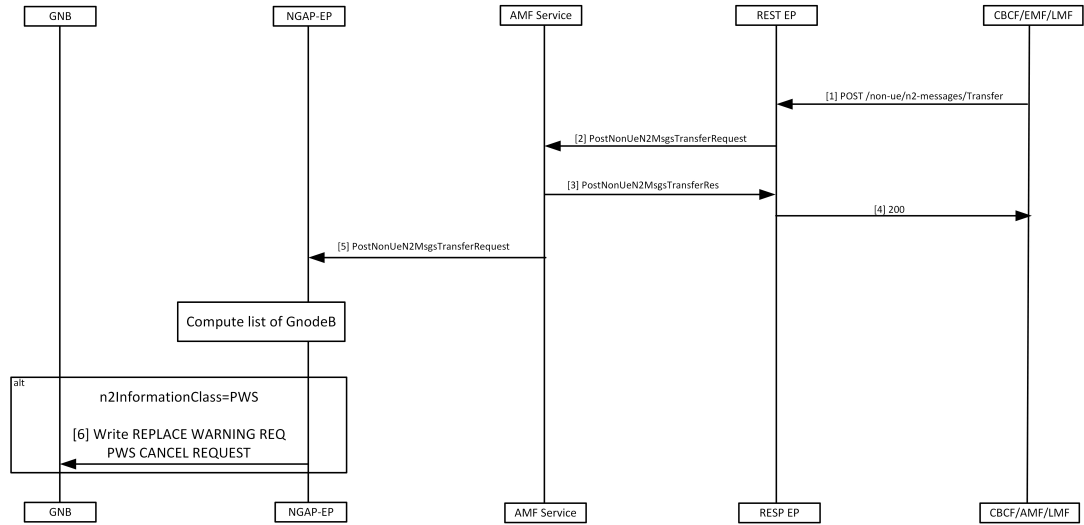 GNB
NGAP-EP
AMF Service
REST EP
CBCF/EMF/LMF
[1] POST /non-ue/n2-messages/Transfer
[2] PostNonUeN2MsgsTransferRequest
[3] PostNonUeN2MsgsTransferRes
[4] 200
[5] PostNonUeN2MsgsTransferRequest
Compute list of GnodeB
alt
n2InformationClass=PWS
[6] Write REPLACE WARNING REQ
PWS CANCEL REQUEST
GNB
NGAP-EP
AMF Service
RESP EP
CBCF/AMF/LMF